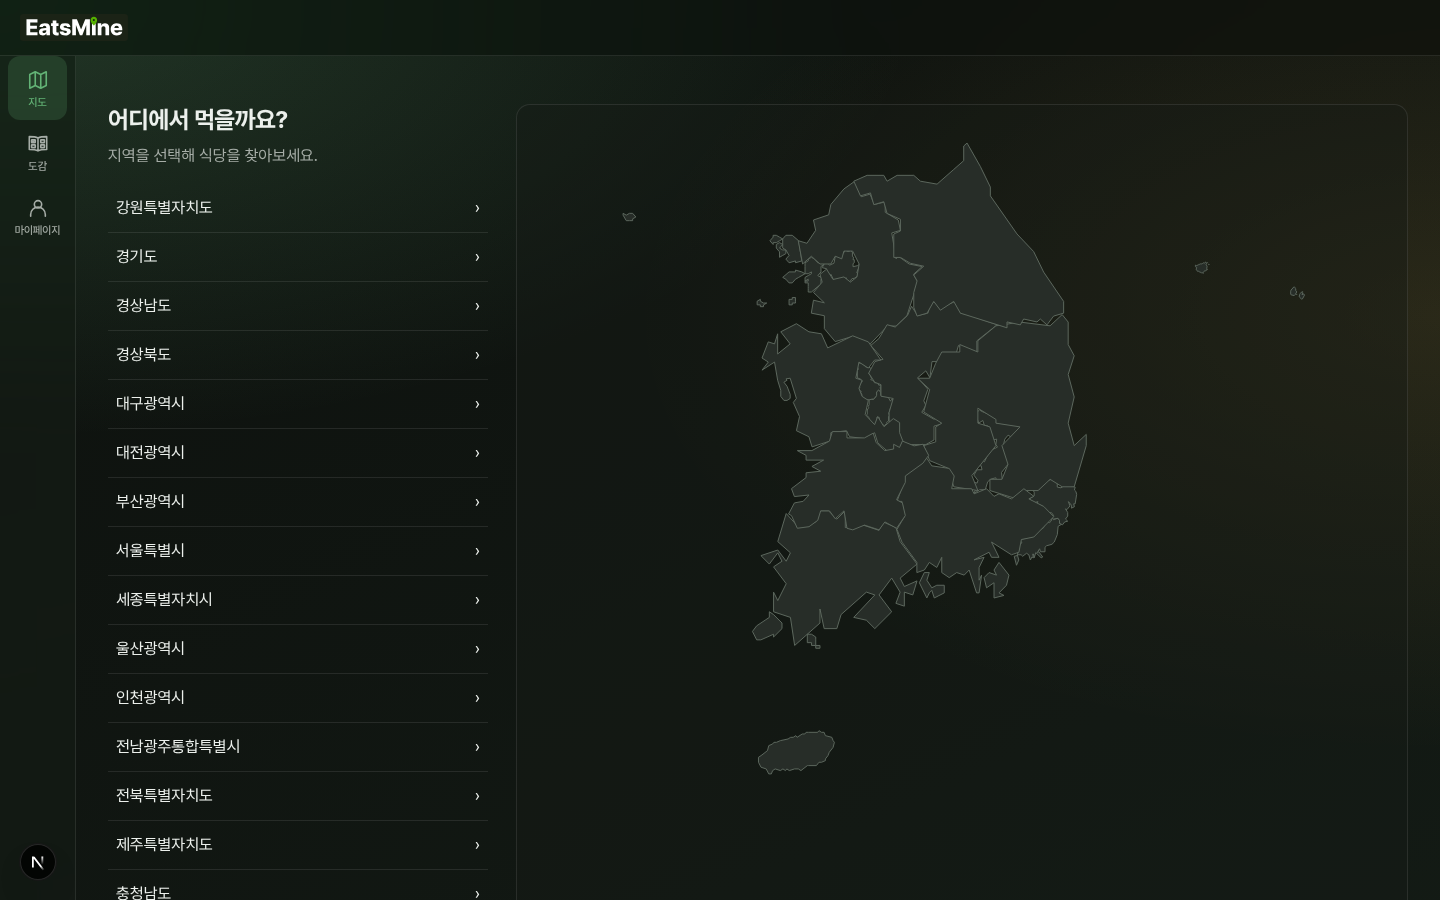 EatsMine
지도
도감
마이페이지
어디에서 먹을까요?
지역을 선택해 식당을 찾아보세요.
강원특별자치도 ›
경기도 ›
경상남도 ›
경상북도 ›
대구광역시 ›
대전광역시 ›
부산광역시 ›
서울특별시 ›
세종특별자치시 ›
울산광역시 ›
인천광역시 ›
전남광주통합특별시 ›
전북특별자치도 ›
제주특별자치도 ›
충청남도 ›
N